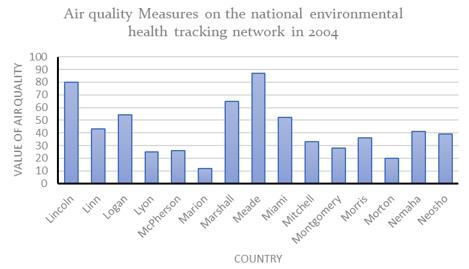 Air quality Measures on the national environmental
health tracking network in 2004
VALUE OF AIR QUALITY
100
90
80
70
60
50
40
30
20
10
0
Lincoln
Linn
Logan
Lyon
McPherson
Marion
Marshall
Meade
Miami
Mitchell
Montgomery
Morris
Morton
Nemaha
Neosho
COUNTRY